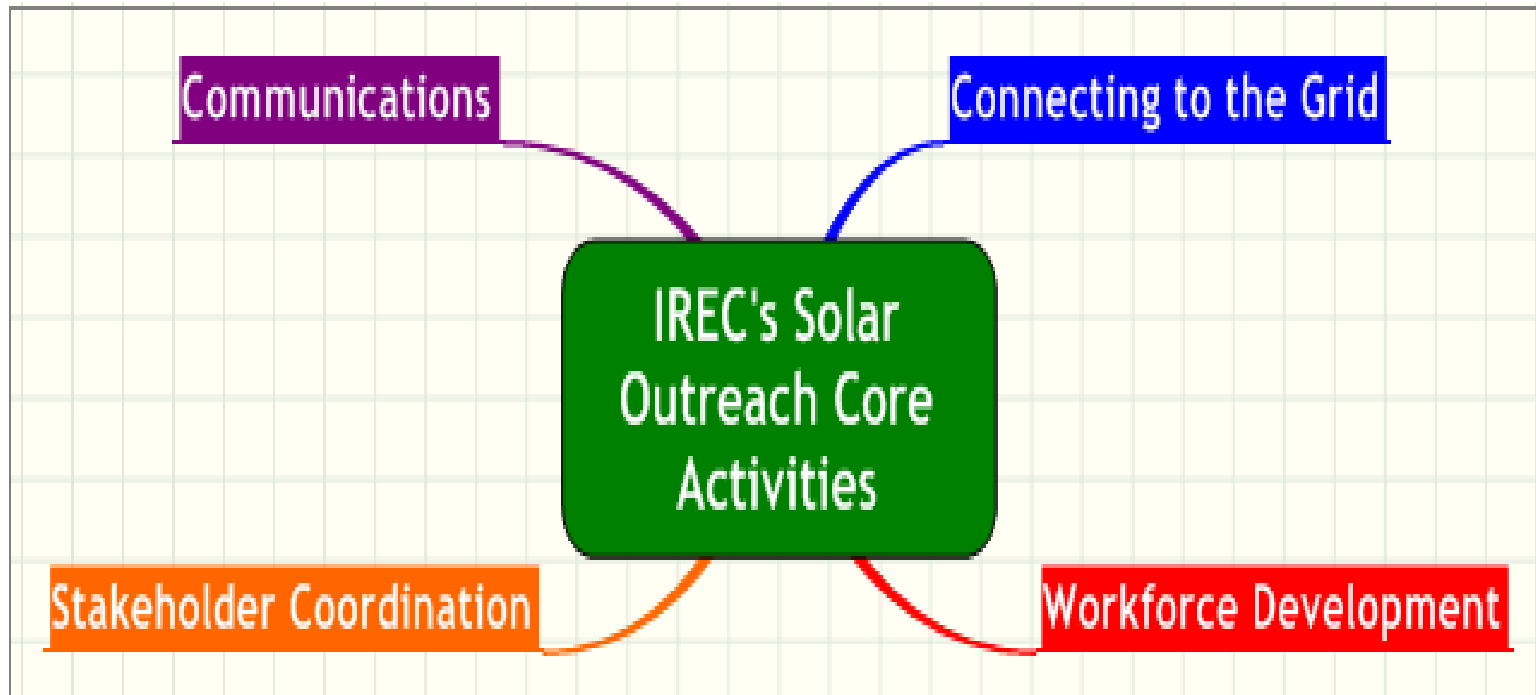 Communications
Connecting to the Grid
IREC's Solar
Outreach Core
Activities
Stakeholder Coordination
Workforce Development